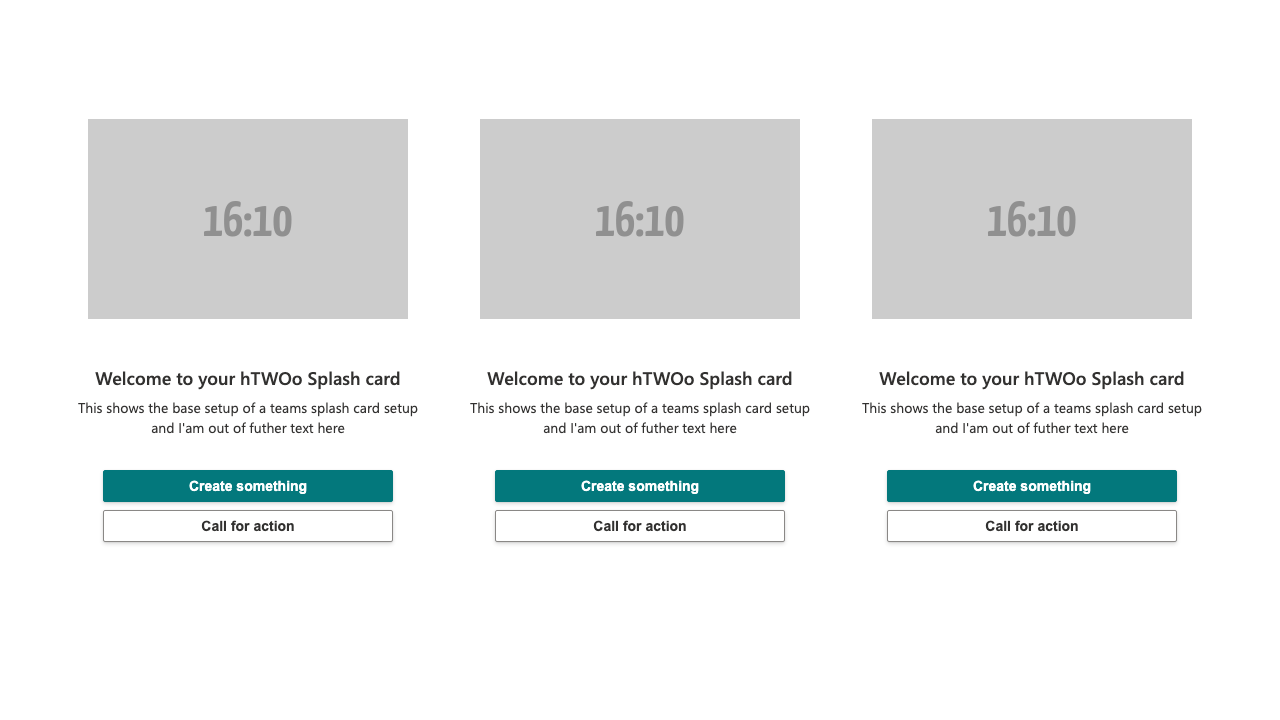 16:10
Welcome to your hTWOo Splash card
This shows the base setup of a teams splash card setup
and I'am out of futher text here
Create something
Call for action
16:10
Welcome to your hTWOo Splash card
This shows the base setup of a teams splash card setup
and I'am out of futher text here
Create something
Call for action
16:10
Welcome to your hTWOo Splash card
This shows the base setup of a teams splash card setup
and I'am out of futher text here
Create something
Call for action